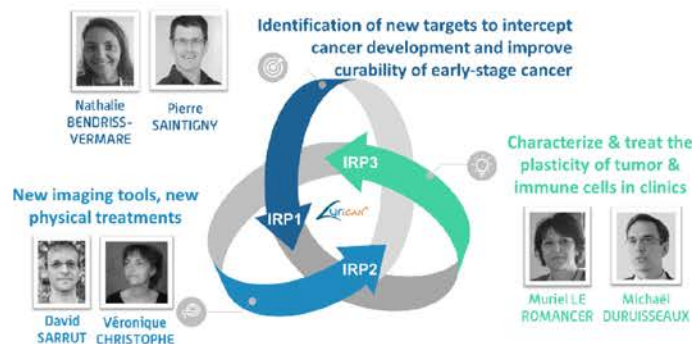 Identification of new targets to intercept
cancer development and improve
curability of early-stage cancer
Nathalie
BENDRISS-
VERMARE
Pierre
SAINTIGNY
IRP3
Characterize & treat the
plasticity of tumor &
immune cells in clinics
New imaging tools, new
physical treatments
IRP1
LYriCAN+
IRP2
David
SARRUT
Véronique
CHRISTOPHE
Muriel LE
ROMANCER
Michaël
DURUISSEAUX